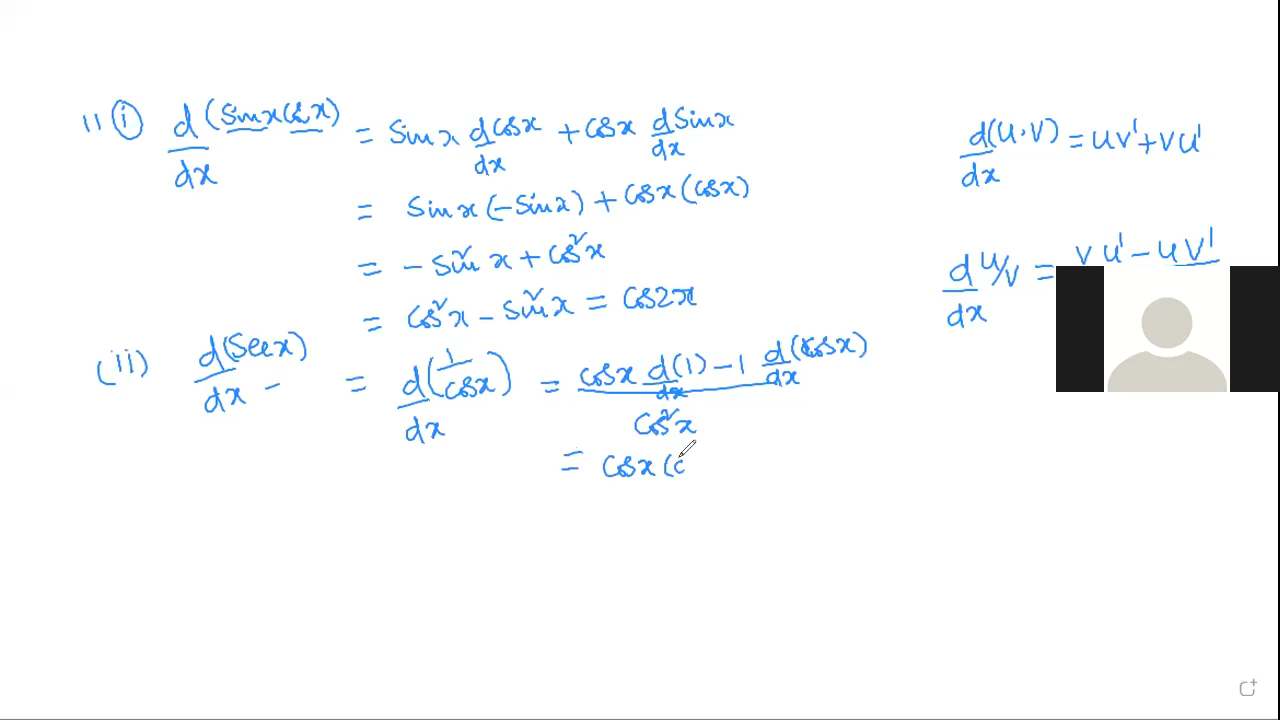 11 (i) d/dx (Sinx Cosx) = Sinx d/dx Cosx + Cosx d/dx Sinx
= Sinx (-Sinx) + Cosx (Cosx)
= - Sin²x + Cos²x
= Cos²x - Sin²x = Cos2x
(ii) d/dx (Secx) - = d/dx (1/Cosx) = (Cosx d/dx (1) - 1 d/dx (Cosx)) / Cos²x
= Cosx (0
d/dx (U.V) = UV' + VU'
d/dx U/V = VU' - UV'